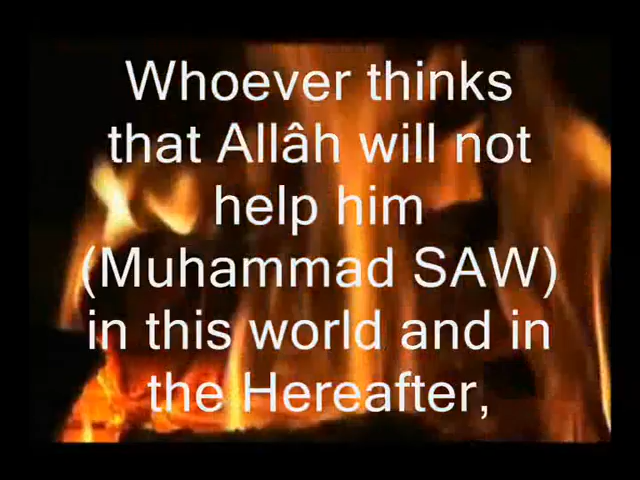 Whoever thinks
that Allâh will not
help him
(Muhammad SAW)
in this world and in
the Hereafter,